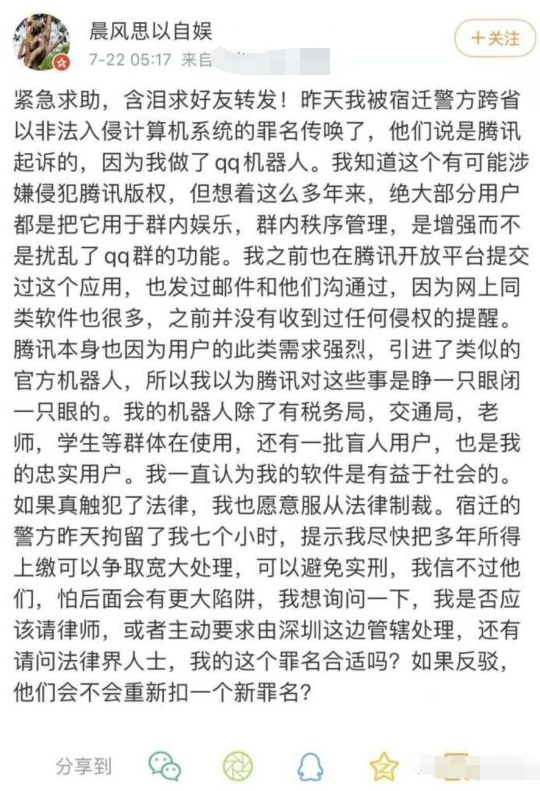 晨风思以自娱
7-22 05:17 来自
＋关注
紧急求助，含泪求好友转发！昨天我被宿迁警方跨省
以非法入侵计算机系统的罪名传唤了，他们说是腾讯
起诉的，因为我做了qq机器人。我知道这个有可能涉
嫌侵犯腾讯版权，但想着这么多年来，绝大部分用户
都是把它用于群内娱乐，群内秩序管理，是增强而不
是扰乱了qq群的功能。我之前也在腾讯开放平台提交
过这个应用，也发过邮件和他们沟通过，因为网上同
类软件也很多，之前并没有收到过任何侵权的提醒。
腾讯本身也因为用户的此类需求强烈，引进了类似的
官方机器人，所以我以为腾讯对这些事是睁一只眼闭
一只眼的。我的机器人除了有税务局，交通局，老
师，学生等群体在使用，还有一批盲人用户，也是我
的忠实用户。我一直认为我的软件是有益于社会的。
如果真触犯了法律，我也愿意服从法律制裁。宿迁的
警方昨天拘留了我七个小时，提示我尽快把多年所得
上缴可以争取宽大处理，可以避免实刑，我信不过他
们，怕后面会有更大陷阱，我想询问一下，我是否应
该请律师，或者主动要求由深圳这边管辖处理，还有
请问法律界人士，我的这个罪名合适吗？如果反驳，
他们会不会重新扣一个新罪名？
分享到